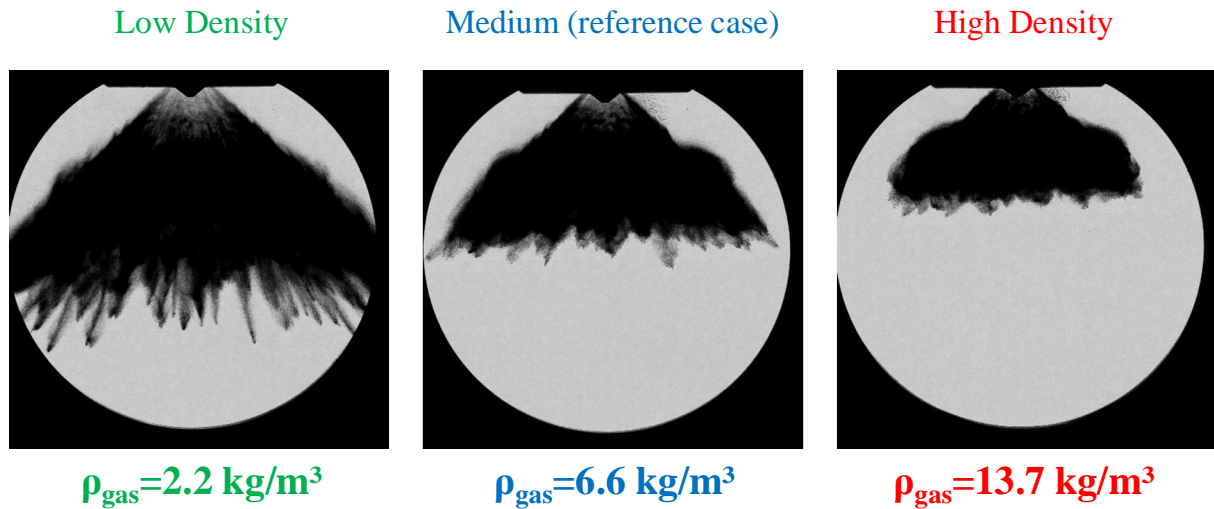 Low Density
Medium (reference case)
High Density
ρgas=2.2 kg/m³
ρgas=6.6 kg/m³
ρgas=13.7 kg/m³